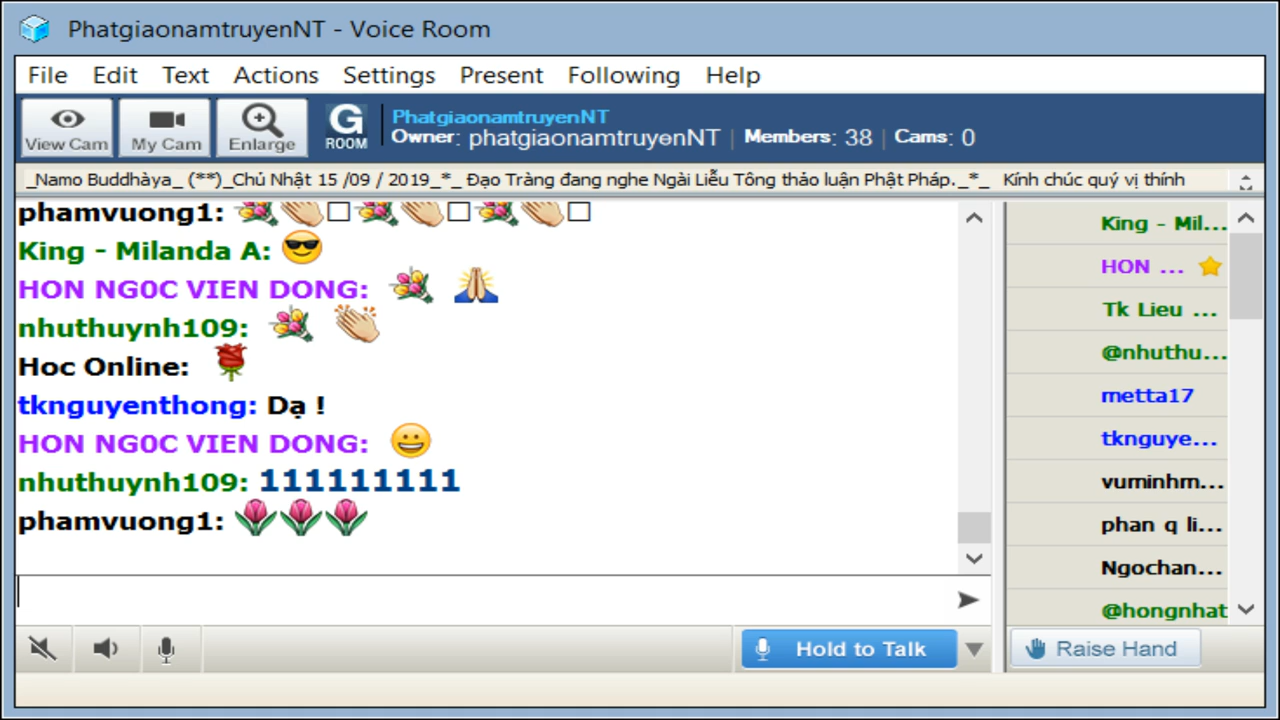 PhatgiaonamtruyenNT - Voice Room
File Edit Text Actions Settings Present Following Help
View Cam My Cam Enlarge G ROOM
PhatgiaonamtruyenNT
Owner: phatgiaonamtruyenNT | Members: 38 | Cams: 0
_Namo Buddhàya_ (**)_Chủ Nhật 15 /09 / 2019_*_ Đạo Tràng đang nghe Ngài Liễu Tông thảo luận Phật Pháp._*_ Kính chúc quý vị thính
phamvuong1: 💐👏□💐👏□💐👏□
King - Milanda A: 😎
HON NG0C VIEN DONG: 💐 🙏
nhuthuynh109: 💐 👏
Hoc Online: 🌹
tknguyenthong: Dạ !
HON NG0C VIEN DONG: 😀
nhuthuynh109: 111111111
phamvuong1: 🌷🌷🌷
King - Mil...
HON ...
Tk Lieu ...
@nhuthu...
metta17
tknguye...
vuminhm...
phan q li...
Ngochan...
@hongnhat
Hold to Talk
Raise Hand